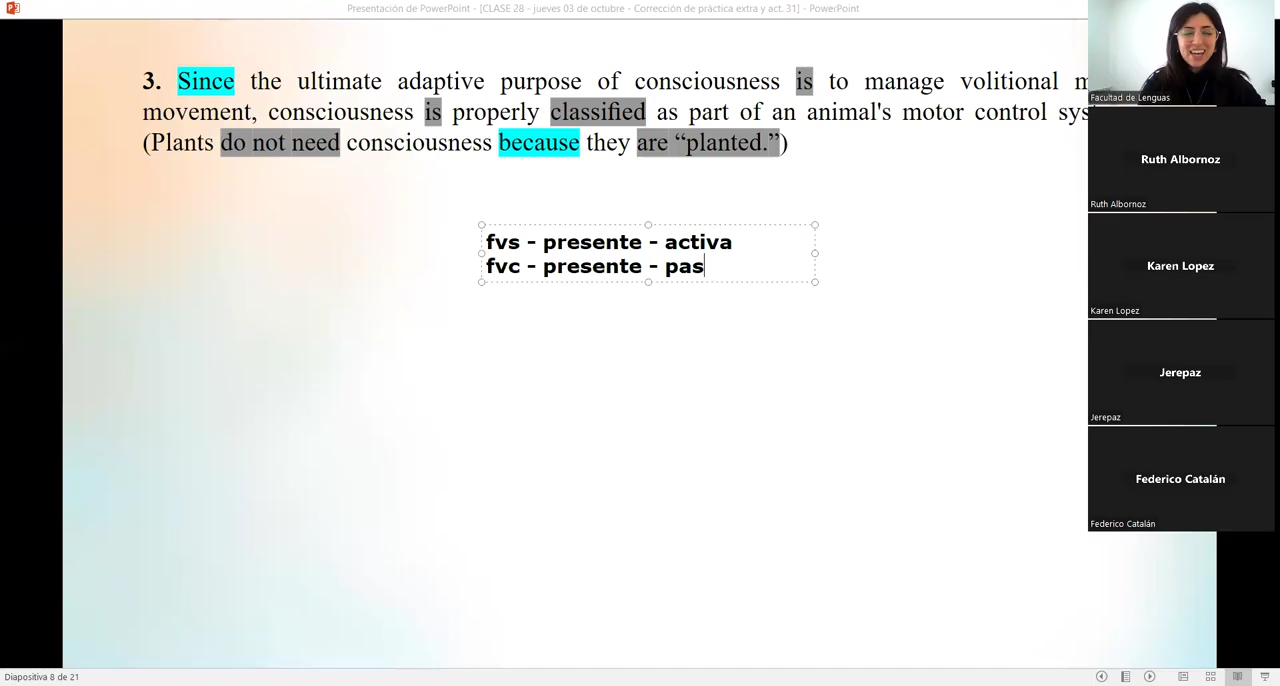 Presentación de PowerPoint - [CLASE 28 - jueves 03 de octubre - Corrección de práctica extra y act. 31] - PowerPoint
3. Since the ultimate adaptive purpose of consciousness is to manage volitional m
movement, consciousness is properly classified as part of an animal's motor control sys
(Plants do not need consciousness because they are “planted.”)
fvs - presente - activa
fvc - presente - pas
Facultad de Lenguas
Ruth Albornoz
Ruth Albornoz
Karen Lopez
Karen Lopez
Jerepaz
Jerepaz
Federico Catalán
Federico Catalán
Diapositiva 8 de 21